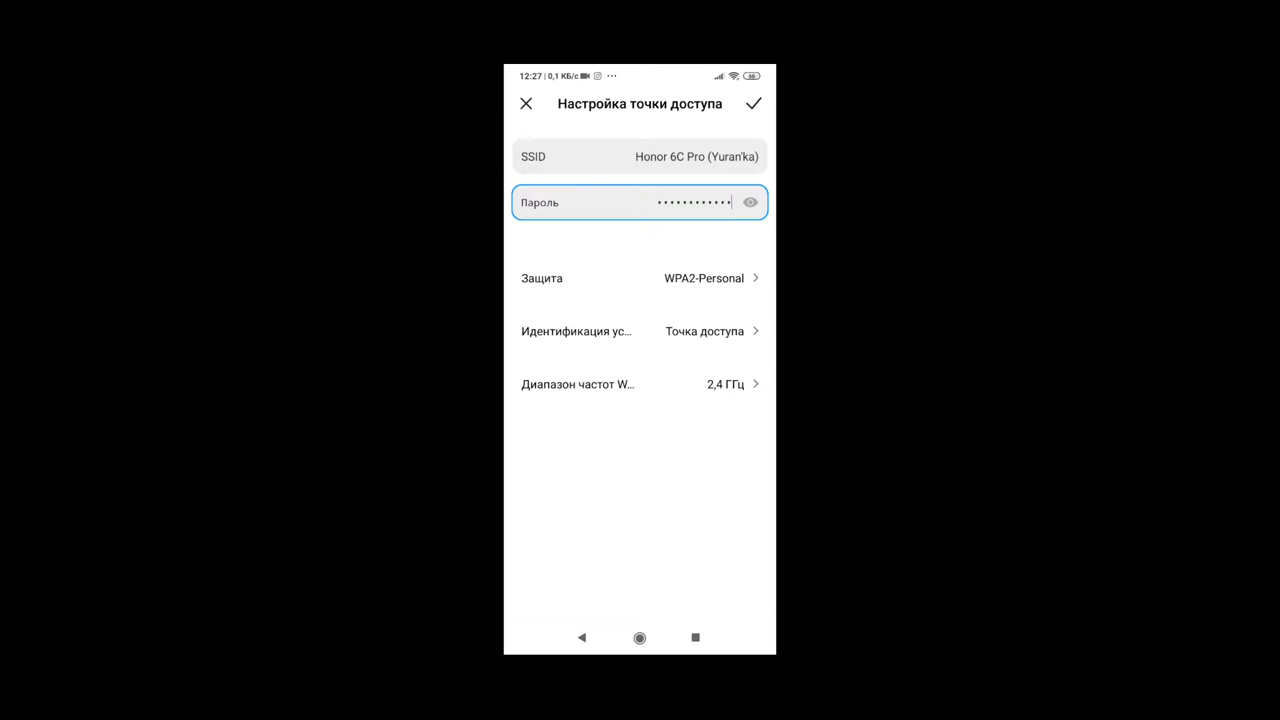 12:27 | 0,1 КБ/с ... 66
Настройка точки доступа
SSID Honor 6C Pro (Yuran'ka)
Пароль ••••••••••••
Защита WPA2-Personal
Идентификация ус... Точка доступа
Диапазон частот W... 2,4 ГГц